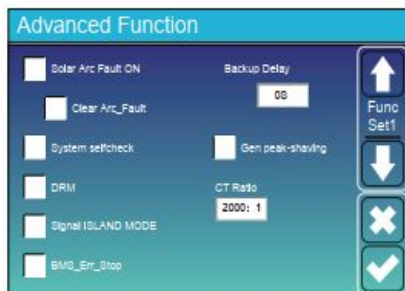 Advanced Function
Solar Arc Fault ON
Backup Delay
0S
Clear Arc_Fault
Func
Set1
System selfcheck
Gen peak-shaving
DRM
CT Ratio
2000: 1
Signal ISLAND MODE
BMS_Err_Stop